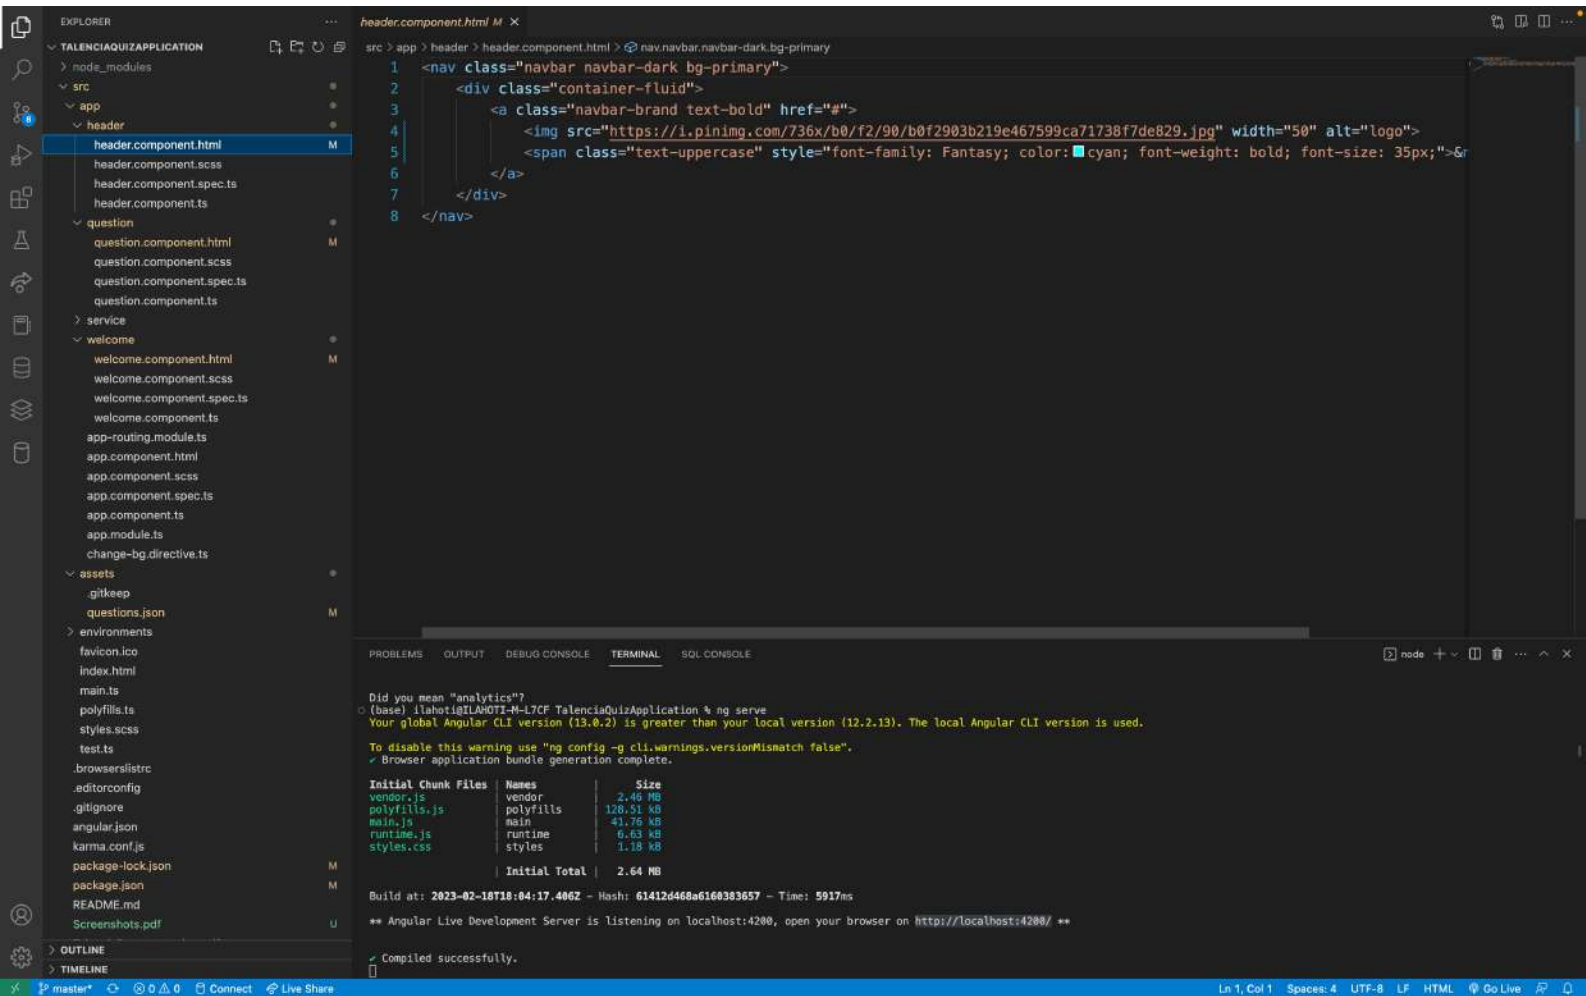 EXPLORER
header.component.html M
TALENCIAQUIZAPPLICATION
node_modules
src
app
header
header.component.html M
header.component.scss
header.component.spec.ts
header.component.ts
question
question.component.html M
question.component.scss
question.component.spec.ts
question.component.ts
service
welcome
welcome.component.html M
welcome.component.scss
welcome.component.spec.ts
welcome.component.ts
app-routing.module.ts
app.component.html
app.component.scss
app.component.spec.ts
app.component.ts
app.module.ts
change-bg.directive.ts
assets
.gitkeep
questions.json M
environments
favicon.ico
index.html
main.ts
polyfills.ts
styles.scss
test.ts
.browserslistrc
.editorconfig
.gitignore
angular.json
karma.conf.js
package-lock.json M
package.json M
README.md
Screenshots.pdf U
OUTLINE
TIMELINE
8
src > app > header > header.component.html > nav.navbar.navbar-dark.bg-primary
1 <nav class="navbar navbar-dark bg-primary">
2 <div class="container-fluid">
3 <a class="navbar-brand text-bold" href="#">
4 <img src="https://i.pinimg.com/736x/b0/f2/90/b0f2903b219e467599ca71738f7de829.jpg" width="50" alt="logo">
5 <span class="text-uppercase" style="font-family: Fantasy; color: cyan; font-weight: bold; font-size: 35px;">&n
6 </a>
7 </div>
8 </nav>
PROBLEMS OUTPUT DEBUG CONSOLE TERMINAL SQL CONSOLE node
Did you mean "analytics"?
(base) ilahoti@ILAHOTI-M-L7CF TalenciaQuizApplication % ng serve
Your global Angular CLI version (13.0.2) is greater than your local version (12.2.13). The local Angular CLI version is used.
To disable this warning use "ng config -g cli.warnings.versionMismatch false".
✔ Browser application bundle generation complete.
Initial Chunk Files | Names | Size
vendor.js | vendor | 2.46 MB
polyfills.js | polyfills | 128.51 kB
main.js | main | 41.76 kB
runtime.js | runtime | 6.63 kB
styles.css | styles | 1.18 kB
| Initial Total | 2.64 MB
Build at: 2023-02-18T18:04:17.406Z - Hash: 61412d468a6160383657 - Time: 5917ms
** Angular Live Development Server is listening on localhost:4200, open your browser on http://localhost:4200/ **
✔ Compiled successfully.
master* 0 0 Connect Live Share Ln 1, Col 1 Spaces: 4 UTF-8 LF HTML Go Live